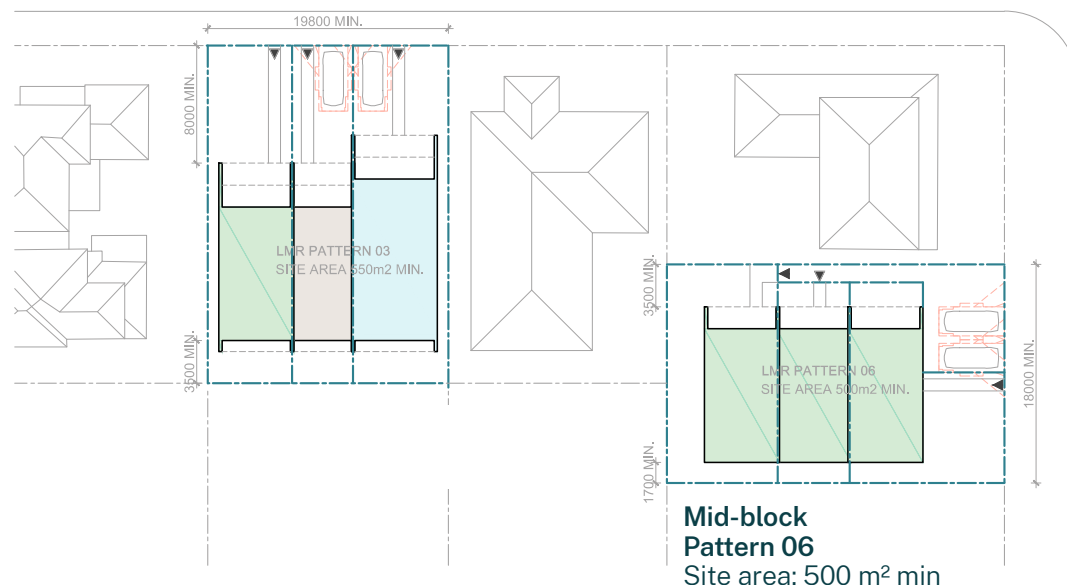 19800 MIN.
8000 MIN.
LMR PATTERN 03
SITE AREA 550m2 MIN.
3500 MIN.
3500 MIN.
LMR PATTERN 06
SITE AREA 500m2 MIN.
18000 MIN.
1700 MIN.
Mid-block
Pattern 06
Site area: 500 m² min